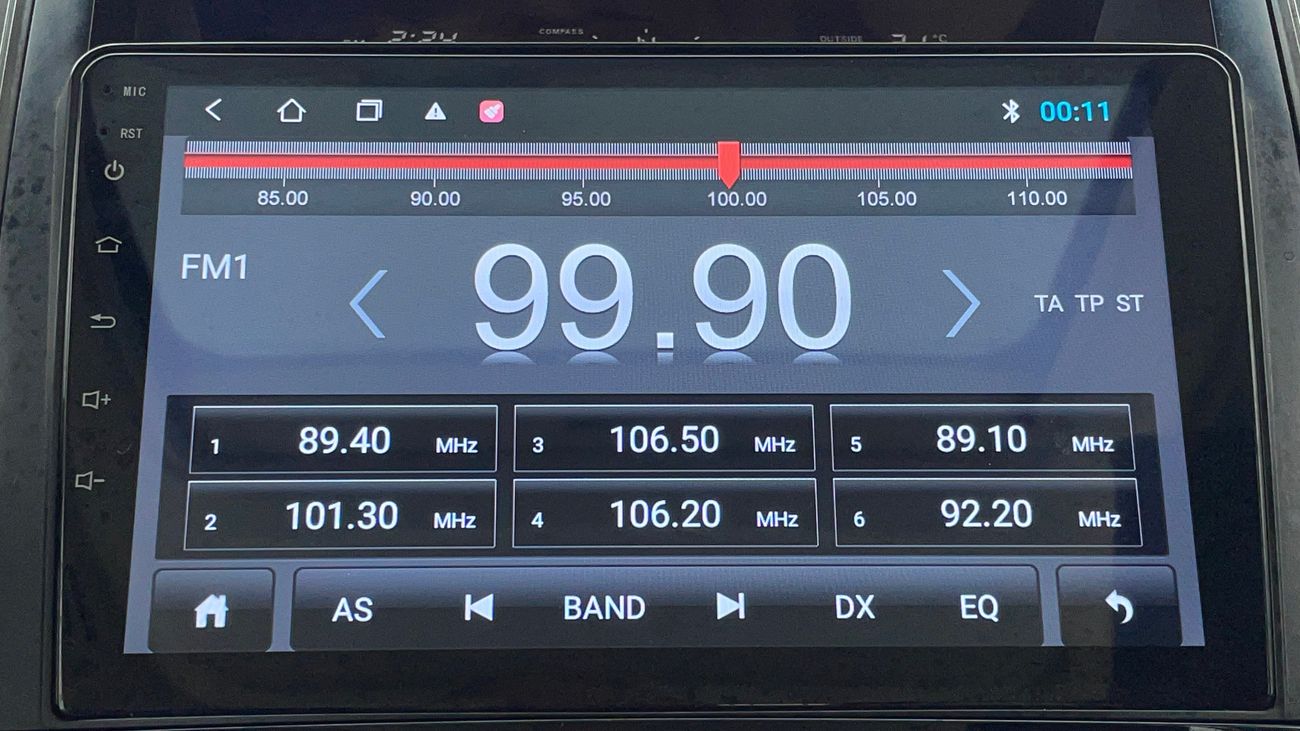 COMPASS
OUTSIDE
°C
MIC
00:11
RST
85.00 90.00 95.00 100.00 105.00 110.00
FM1
99.90
TA TP ST
1 89.40 MHz
3 106.50 MHz
5 89.10 MHz
2 101.30 MHz
4 106.20 MHz
6 92.20 MHz
AS BAND DX EQ